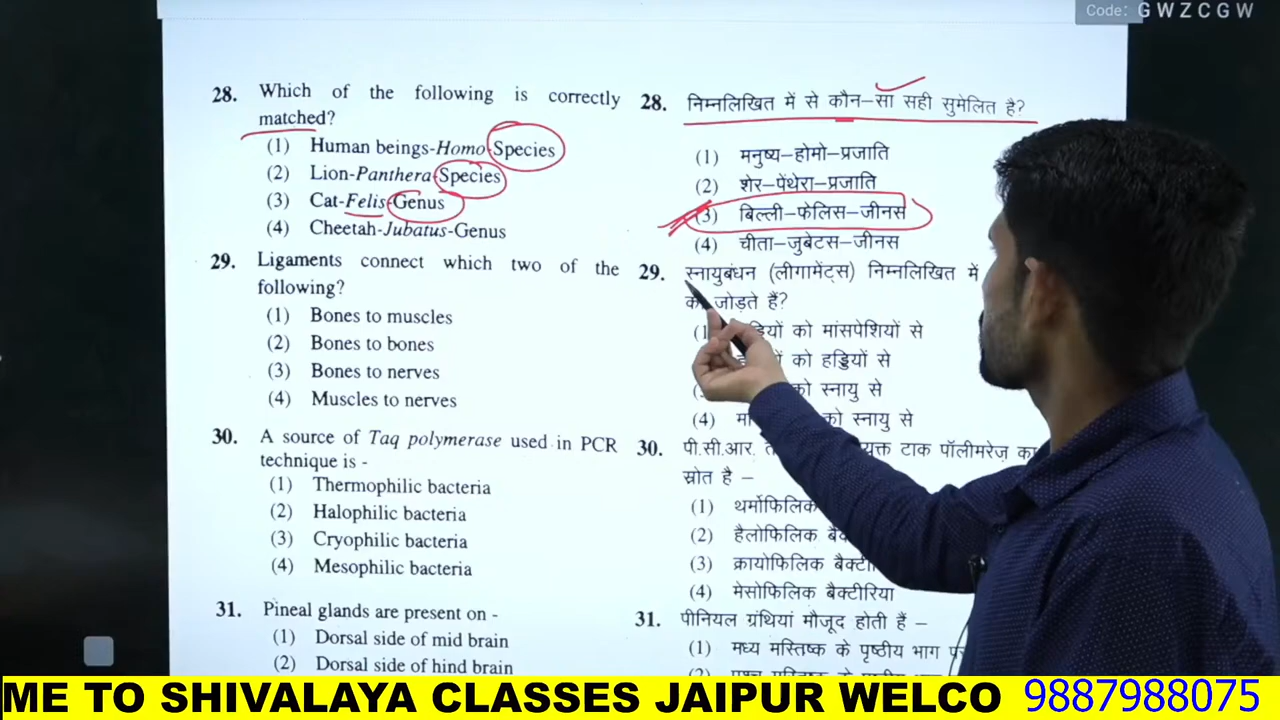 Code: G W Z C G W
28. Which of the following is correctly
matched?
(1) Human beings-Homo-Species
(2) Lion-Panthera-Species
(3) Cat-Felis-Genus
(4) Cheetah-Jubatus-Genus
29. Ligaments connect which two of the
following?
(1) Bones to muscles
(2) Bones to bones
(3) Bones to nerves
(4) Muscles to nerves
30. A source of Taq polymerase used in PCR
technique is -
(1) Thermophilic bacteria
(2) Halophilic bacteria
(3) Cryophilic bacteria
(4) Mesophilic bacteria
31. Pineal glands are present on -
(1) Dorsal side of mid brain
(2) Dorsal side of hind brain
28. निम्नलिखित में से कौन-सा सही सुमेलित है?
(1) मनुष्य-होमो-प्रजाति
(2) शेर-पेंथेरा-प्रजाति
(3) बिल्ली-फेलिस-जीनस
(4) चीता-जुबेटस-जीनस
29. स्नायुबंधन (लीगामेंट्स) निम्नलिखित में
जोड़ते हैं?
को मांसपेशियों से
को हड्डियों से
को स्नायु से
(4) को स्नायु से
30. पी.सी.आर. टाक पॉलीमरेज़
स्रोत है –
(1) थर्मोफिलिक
(2) हैलोफिलिक
(3) क्रायोफिलिक
(4) मेसोफिलिक बैक्टीरिया
31. पीनियल ग्रंथियां मौजूद होती हैं –
(1) मध्य मस्तिष्क के पृष्ठीय भाग
ME TO SHIVALAYA CLASSES JAIPUR WELCO 9887988075